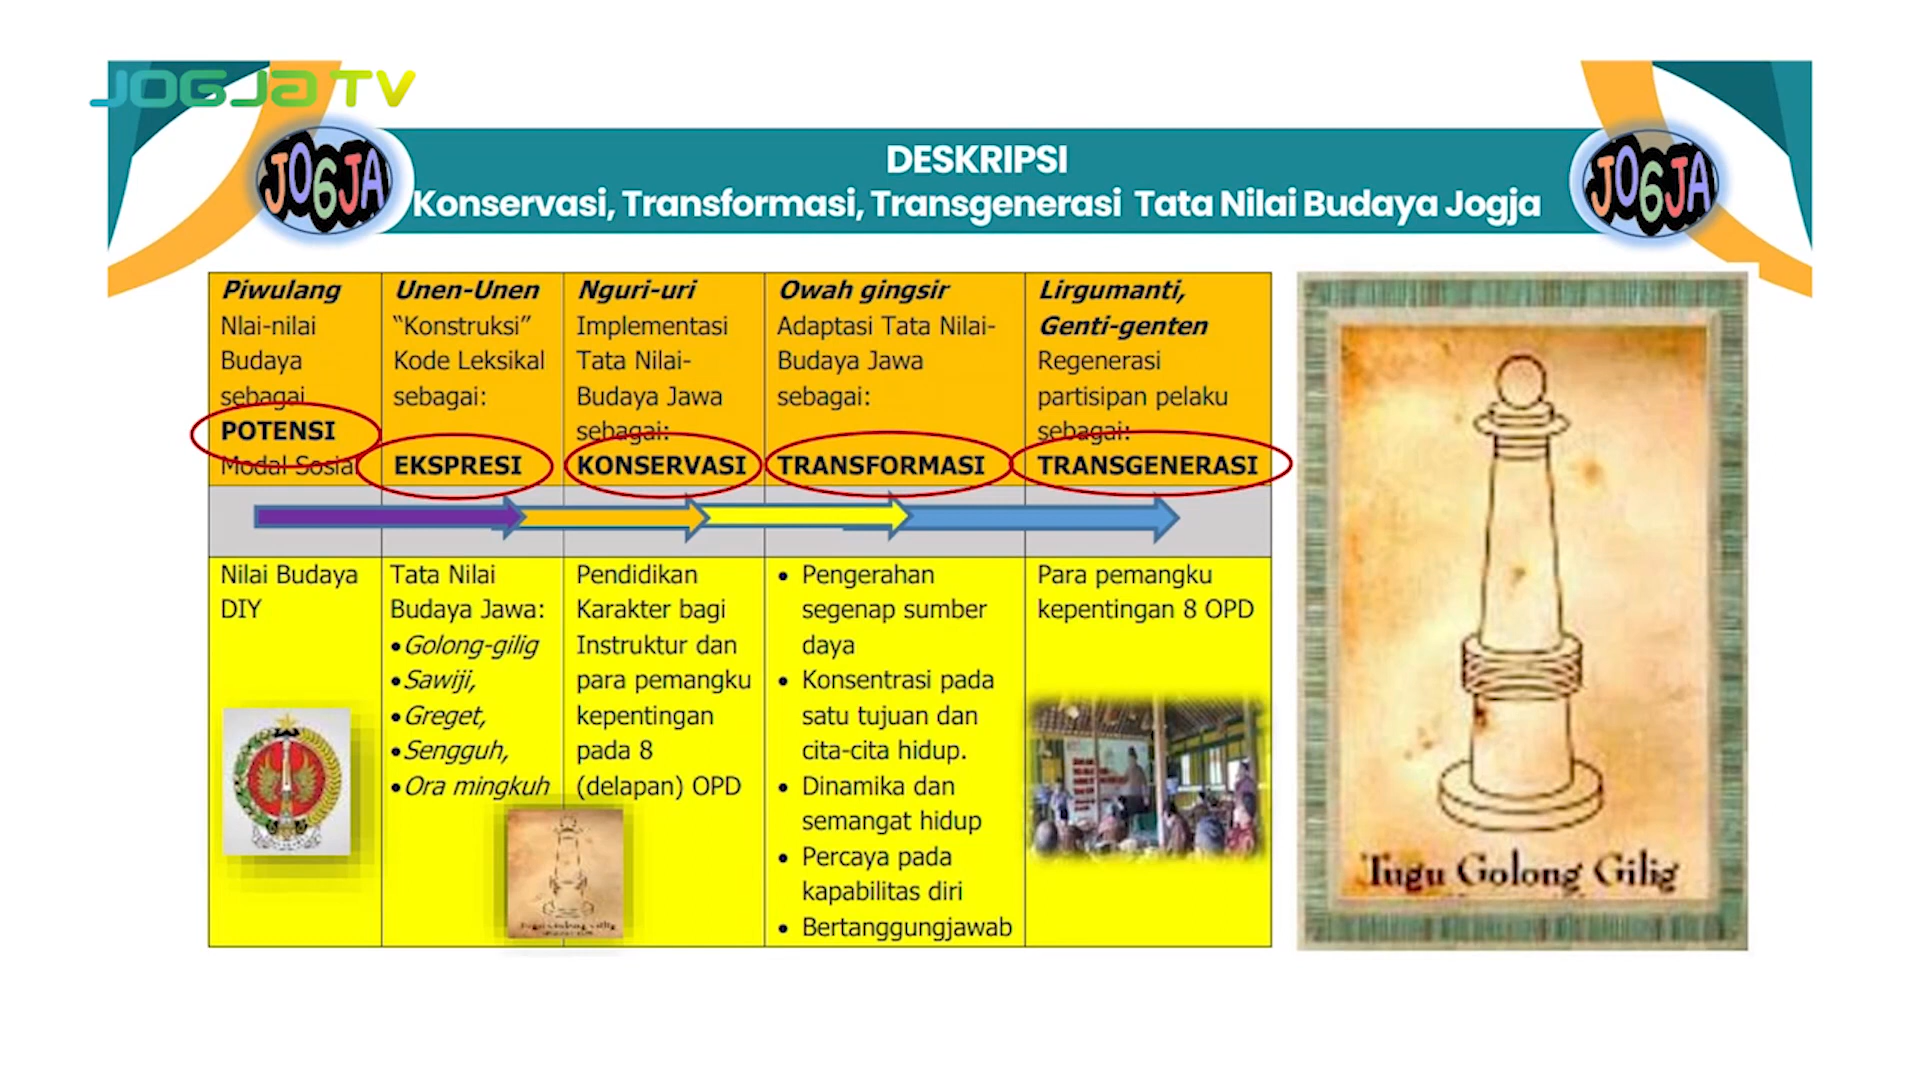 JOGJA TV
JOGJA
JOGJA
DESKRIPSI
Konservasi, Transformasi, Transgenerasi Tata Nilai Budaya Jogja
Piwulang
Nlai-nilai
Budaya
sebagai
POTENSI
Modal Sosial
Unen-Unen
“Konstruksi”
Kode Leksikal
sebagai:
EKSPRESI
Nguri-uri
Implementasi
Tata Nilai-
Budaya Jawa
sebagai:
KONSERVASI
Owah gingsir
Adaptasi Tata Nilai-
Budaya Jawa
sebagai:
TRANSFORMASI
Lirgumanti,
Genti-genten
Regenerasi
partisipan pelaku
sebagai:
TRANSGENERASI
Nilai Budaya
DIY
Tata Nilai
Budaya Jawa:
•Golong-gilig
•Sawiji,
•Greget,
•Sengguh,
•Ora mingkuh
Tugu Golong Gilig
Pendidikan
Karakter bagi
Instruktur dan
para pemangku
kepentingan
pada 8
(delapan) OPD
• Pengerahan
segenap sumber
daya
• Konsentrasi pada
satu tujuan dan
cita-cita hidup.
• Dinamika dan
semangat hidup
• Percaya pada
kapabilitas diri
• Bertanggungjawab
Para pemangku
kepentingan 8 OPD
Tugu Golong Gilig